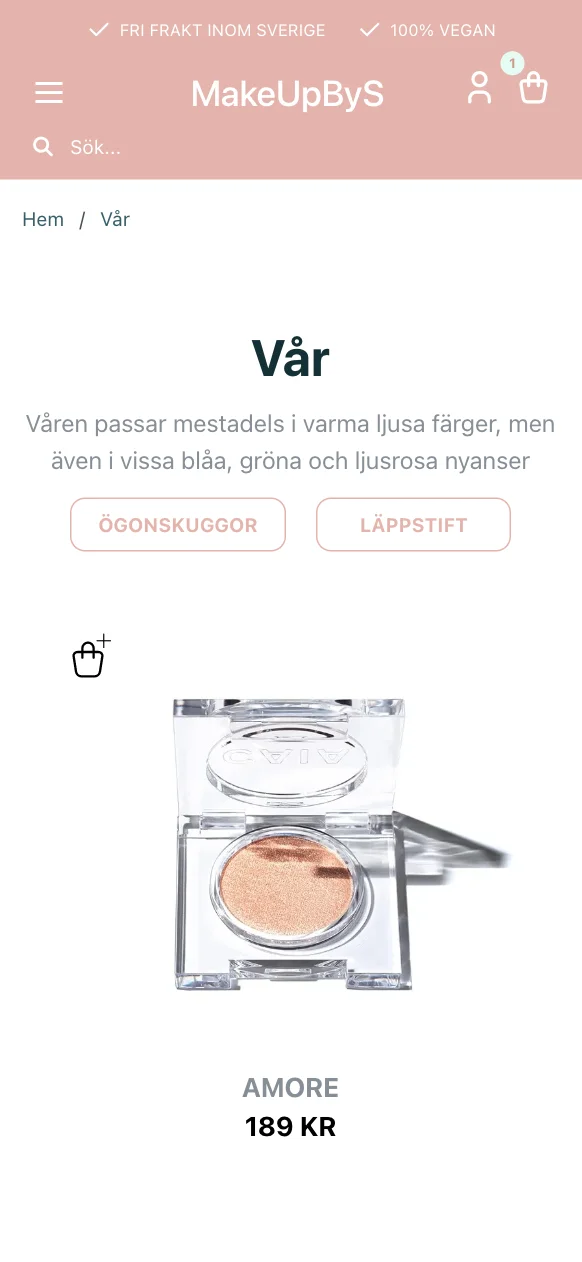 FRI FRAKT INOM SVERIGE 100% VEGAN
1
MakeUpByS
Sök...
Hem / Vår
Vår
Våren passar mestadels i varma ljusa färger, men
även i vissa blåa, gröna och ljusrosa nyanser
ÖGONSKUGGOR LÄPPSTIFT
CAIA
AMORE
189 KR